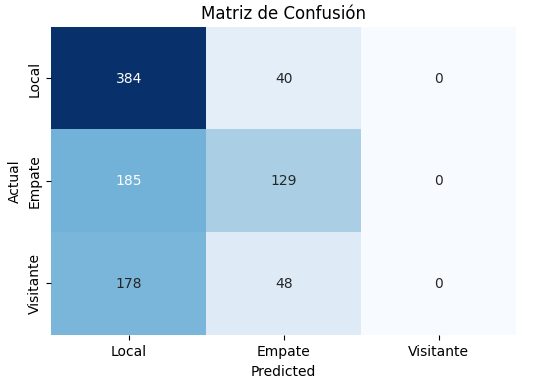 Matriz de Confusión
Actual
Local
384
40
0
Empate
185
129
0
Visitante
178
48
0
Local
Empate
Visitante
Predicted